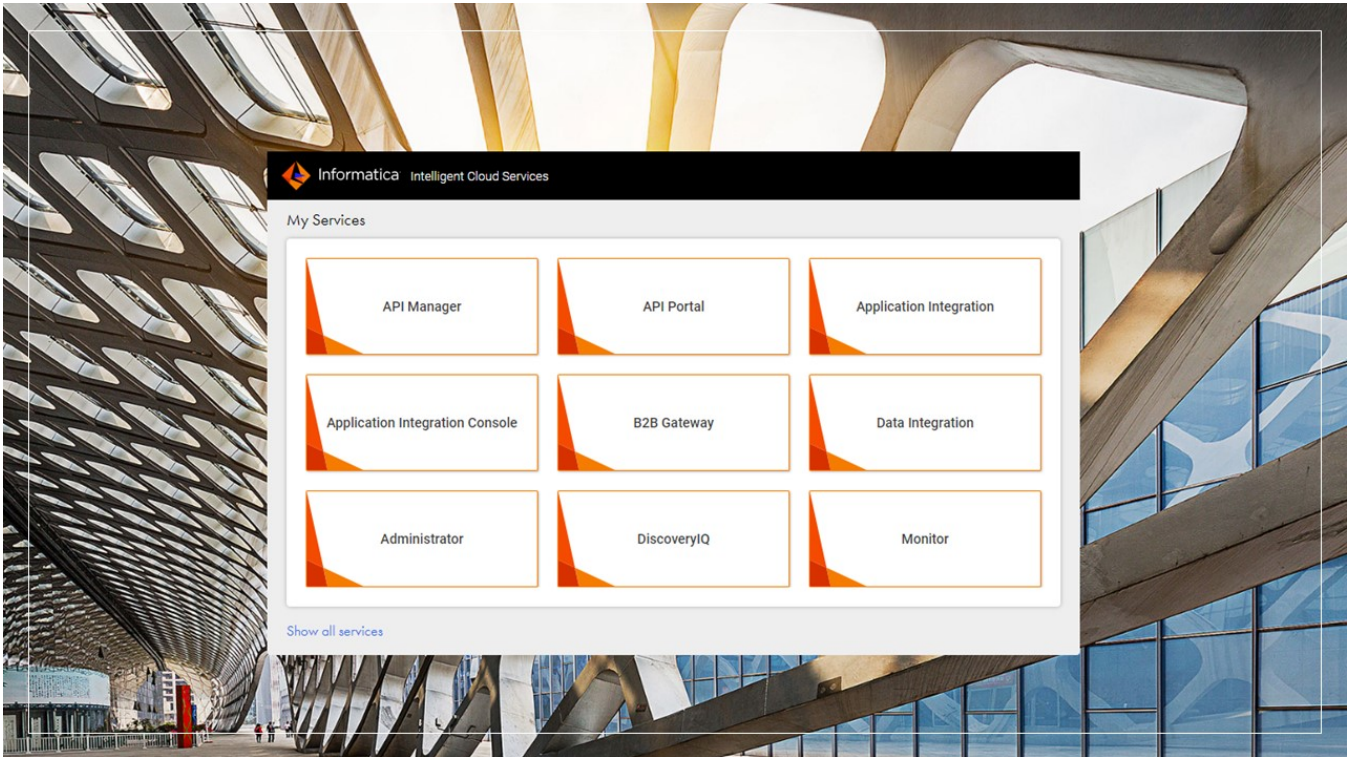 Informatica Intelligent Cloud Services
My Services
API Manager
API Portal
Application Integration
Application Integration Console
B2B Gateway
Data Integration
Administrator
DiscoveryIQ
Monitor
Show all services